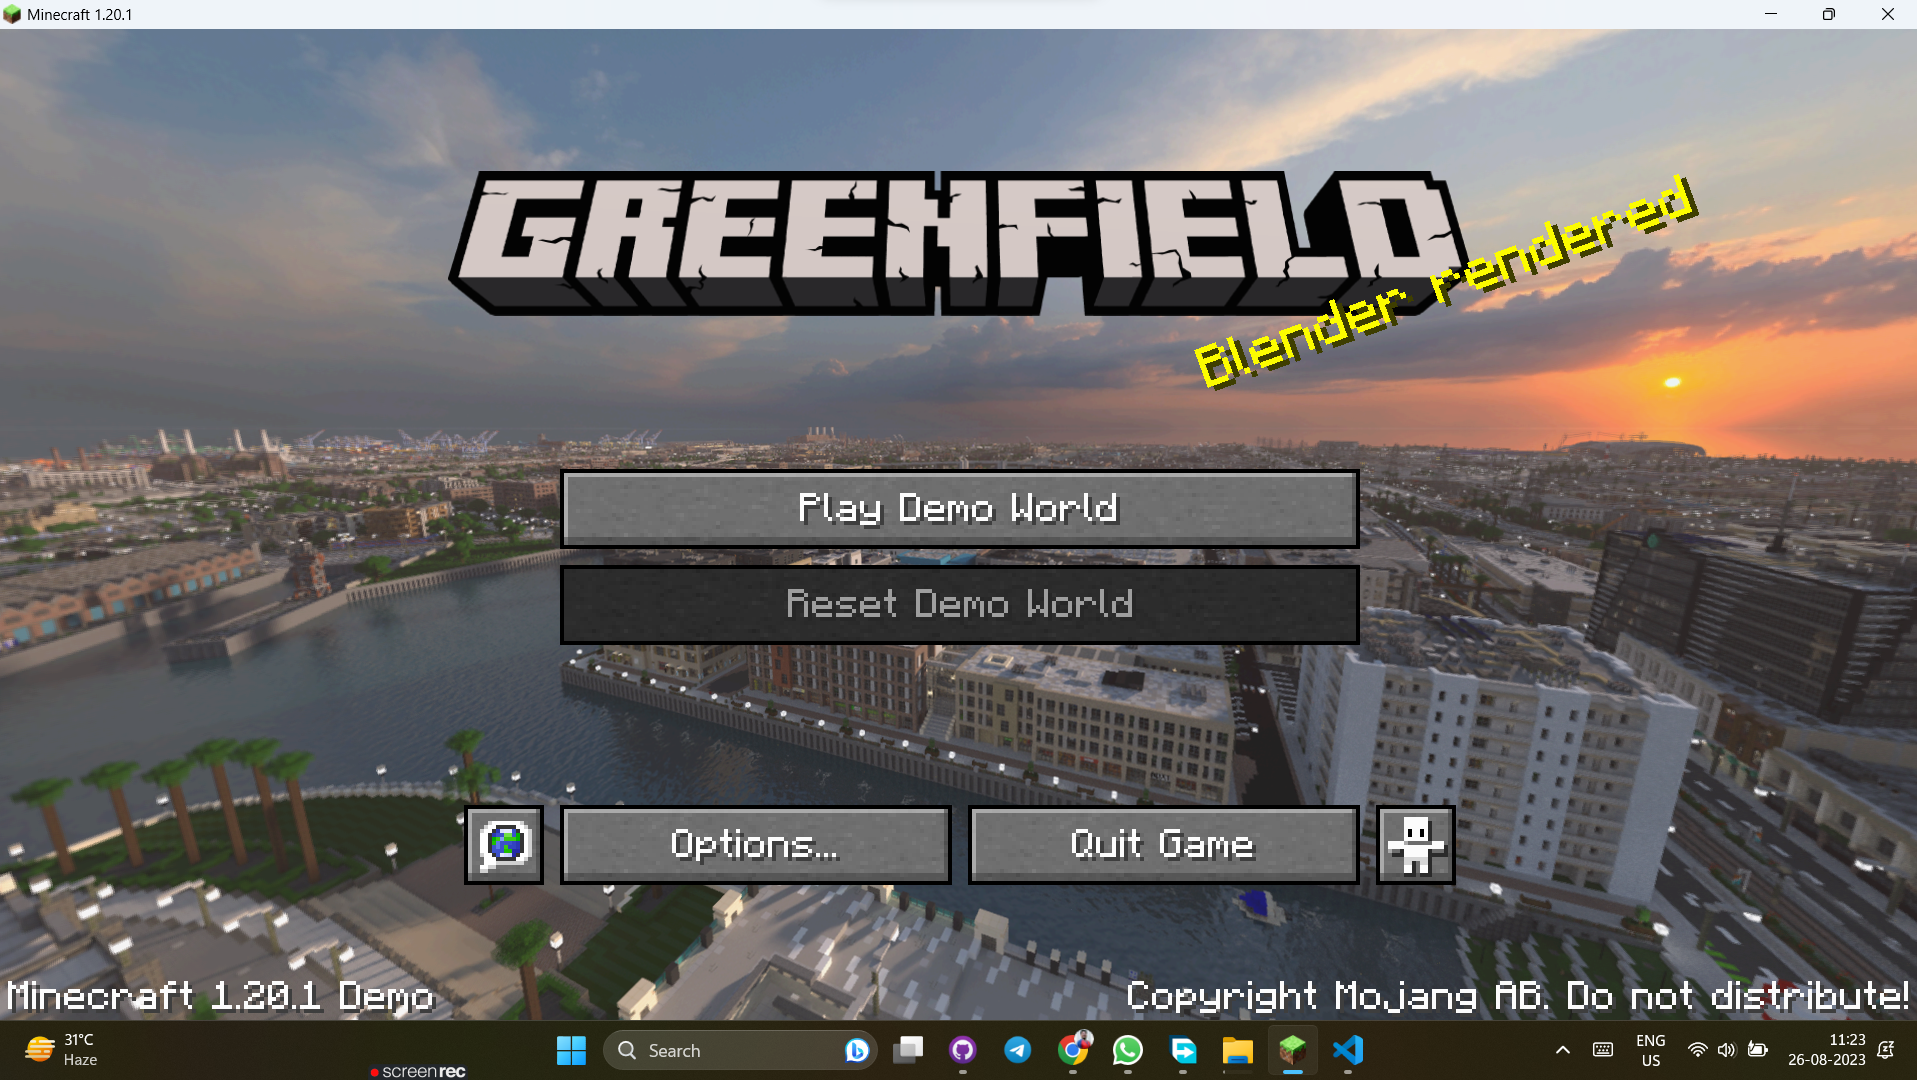 Minecraft 1.20.1
GREENFIELD
Blender rendered
Play Demo World
Reset Demo World
Options...
Quit Game
Minecraft 1.20.1 Demo
Copyright Mojang AB. Do not distribute!
31°C
Haze
Search
ENG
US
11:23
26-08-2023
screenrec